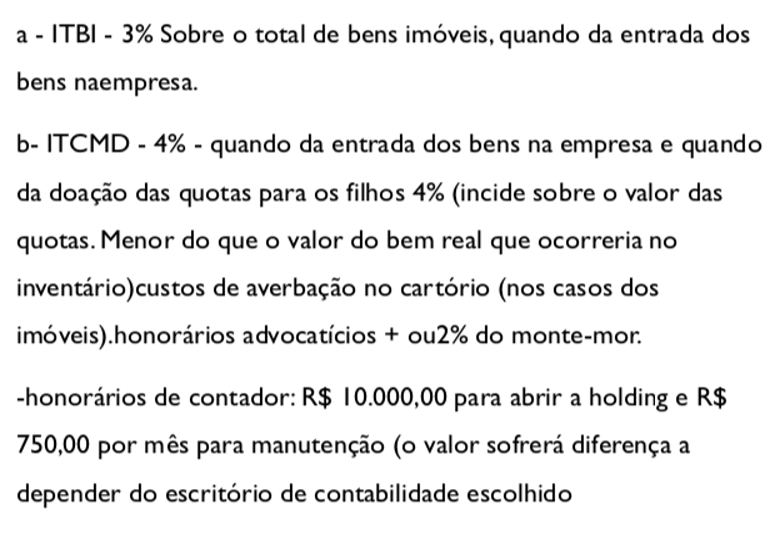 a - ITBI - 3% Sobre o total de bens imóveis, quando da entrada dos
bens naempresa.
b- ITCMD - 4% - quando da entrada dos bens na empresa e quando
da doação das quotas para os filhos 4% (incide sobre o valor das
quotas. Menor do que o valor do bem real que ocorreria no
inventário)custos de averbação no cartório (nos casos dos
imóveis).honorários advocatícios + ou2% do monte-mor.
-honorários de contador: R$ 10.000,00 para abrir a holding e R$
750,00 por mês para manutenção (o valor sofrerá diferença a
depender do escritório de contabilidade escolhido